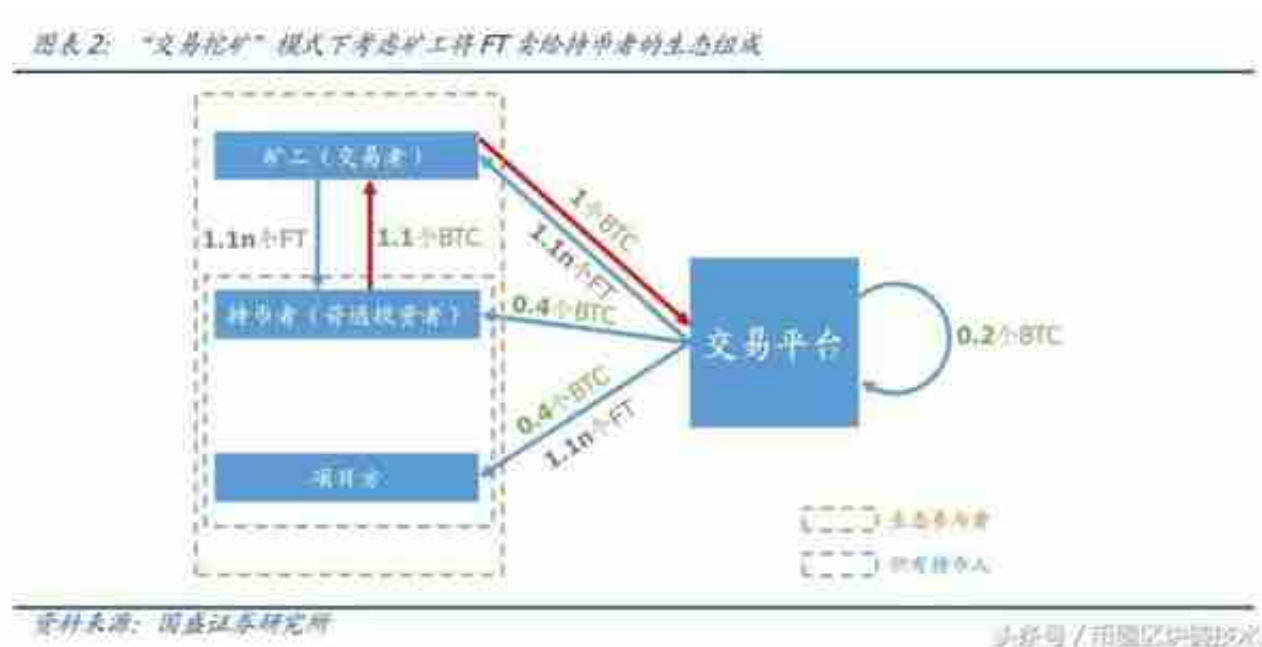 图表 2: “交易挖矿”模式下考虑矿工将 FT 卖给持币者的生态组成
矿工（交易者）
1个BTC
1.1n个FT
1.1n个FT
1.1个BTC
持币者（普通投资者）
0.4个BTC
交易平台
0.2个BTC
0.4个BTC
1.1n个FT
项目方
生态参与者
所有持币人
资料来源: 国盛证券研究所
头条号 / 币圈区块链技术